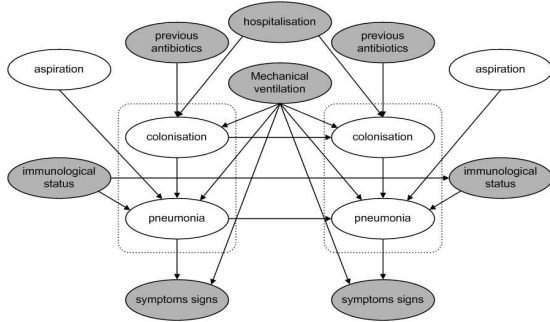 hospitalisation
previous
antibiotics
previous
antibiotics
aspiration
Mechanical
ventilation
aspiration
colonisation
colonisation
immunological
status
immunological
status
pneumonia
pneumonia
symptoms signs
symptoms signs